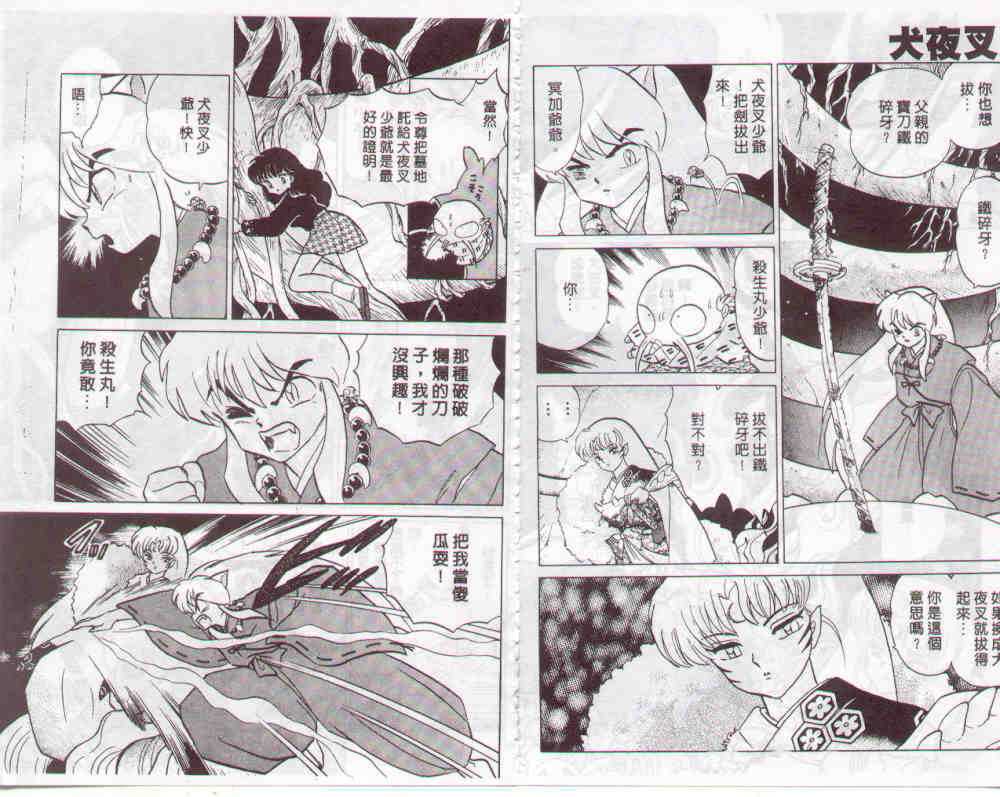 犬夜叉
你也想
拔…
父親的
寶刀鐵
碎牙?
鐵碎牙?
犬夜叉少爺
!把劍拔出
來!
冥加爺爺
殺生丸少爺!
你…
拔不出鐵
碎牙吧!
對不對?
…
…
如果換成犬
夜叉就拔得
起來…
你是這個
意思嗎?
當然!
令尊把墓地
託給犬夜叉
少爺就是最
好的證明!
こそ
こそ
犬夜叉少
爺!快!
唔…
那種破破
爛爛的刀
子,我才
沒興趣!
殺生丸!
你竟敢…
把我當傻
瓜耍!